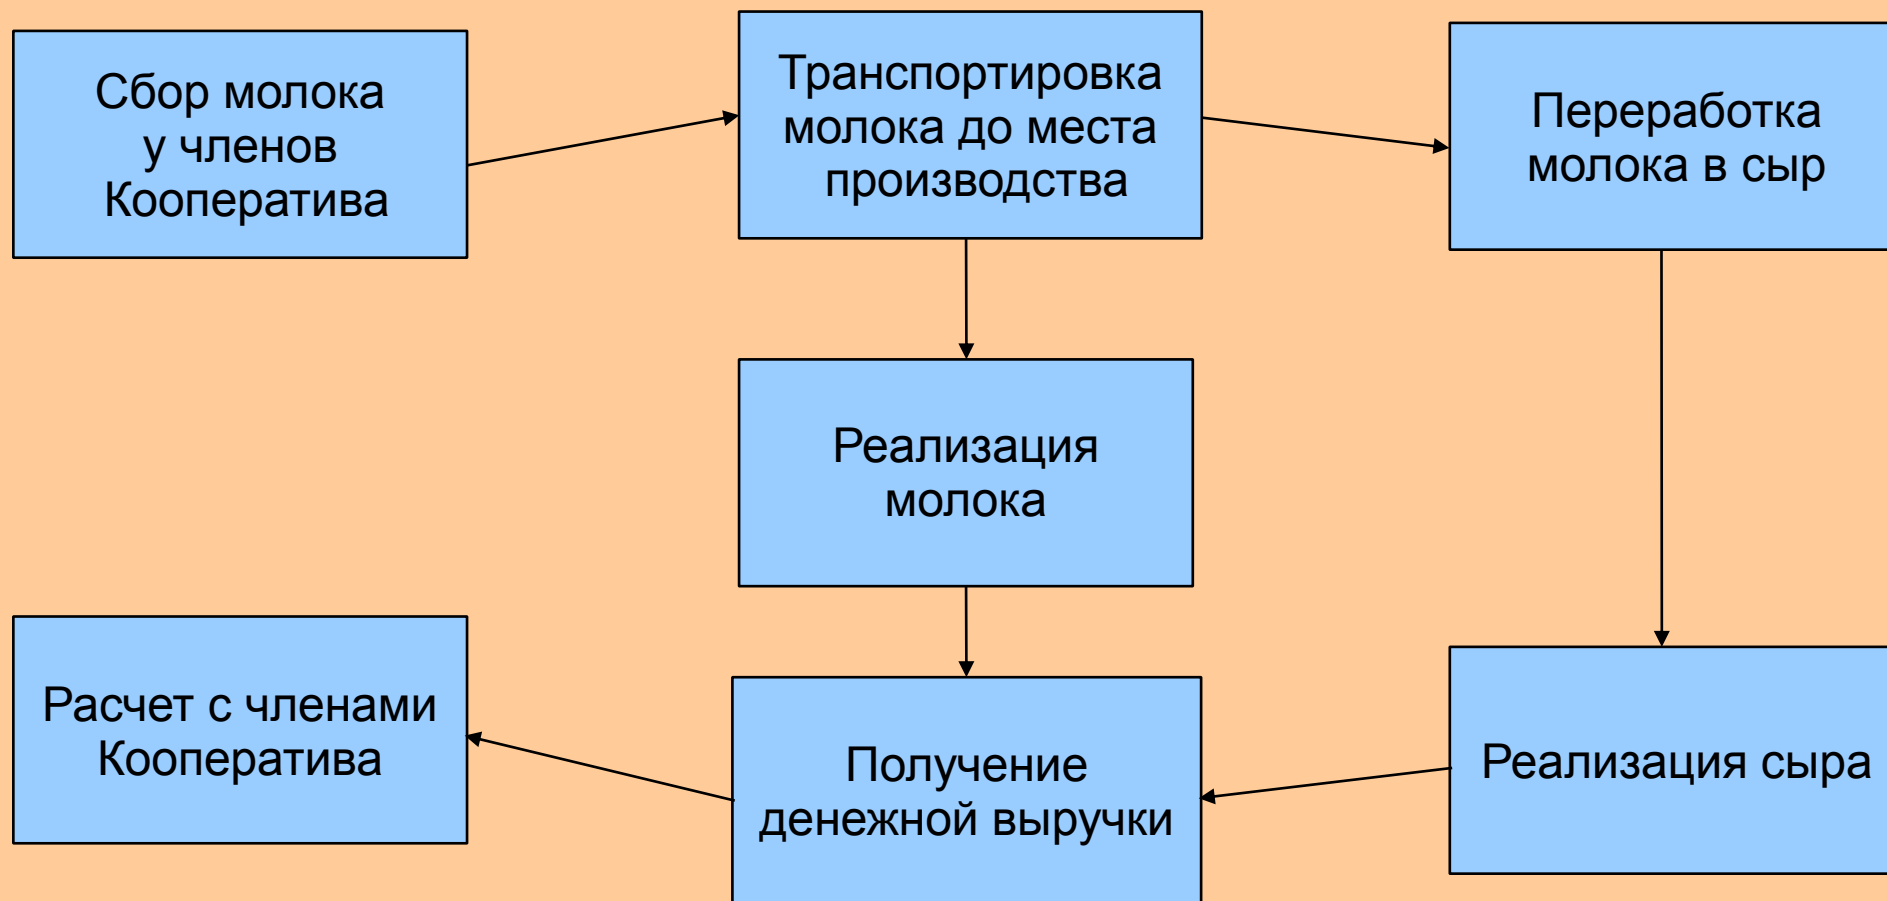 Сбор молока
у членов
Кооператива
Транспортировка
молока до места
производства
Переработка
молока в сыр
Реализация
молока
Расчет с членами
Кооператива
Получение
денежной выручки
Реализация сыра